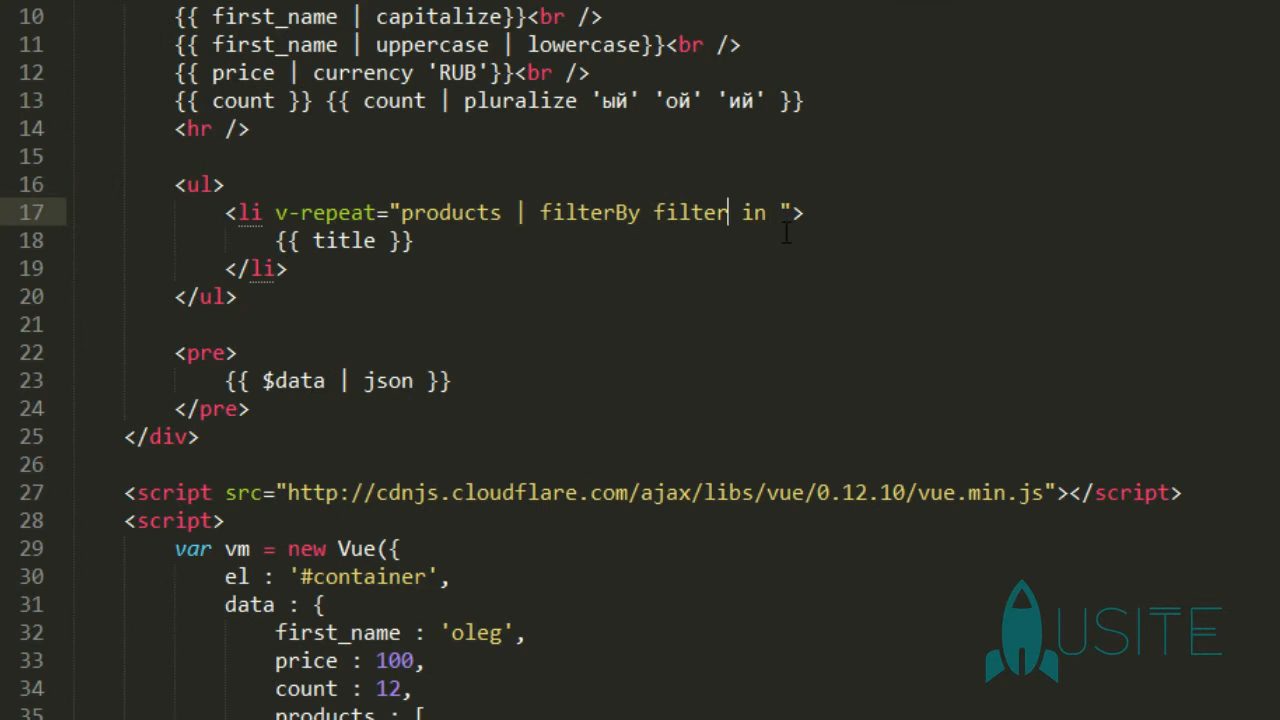 10 {{ first_name | capitalize}}<br />
11 {{ first_name | uppercase | lowercase}}<br />
12 {{ price | currency 'RUB'}}<br />
13 {{ count }} {{ count | pluralize 'ый' 'ой' 'ий' }}
14 <hr />
15
16 <ul>
17 <li v-repeat="products | filterBy filter in ">
18 {{ title }}
19 </li>
20 </ul>
21
22 <pre>
23 {{ $data | json }}
24 </pre>
25 </div>
26
27 <script src="http://cdnjs.cloudflare.com/ajax/libs/vue/0.12.10/vue.min.js"></script>
28 <script>
29 var vm = new Vue({
30 el : '#container',
31 data : {
32 first_name : 'oleg',
33 price : 100,
34 count : 12,
35 products : [
USITE